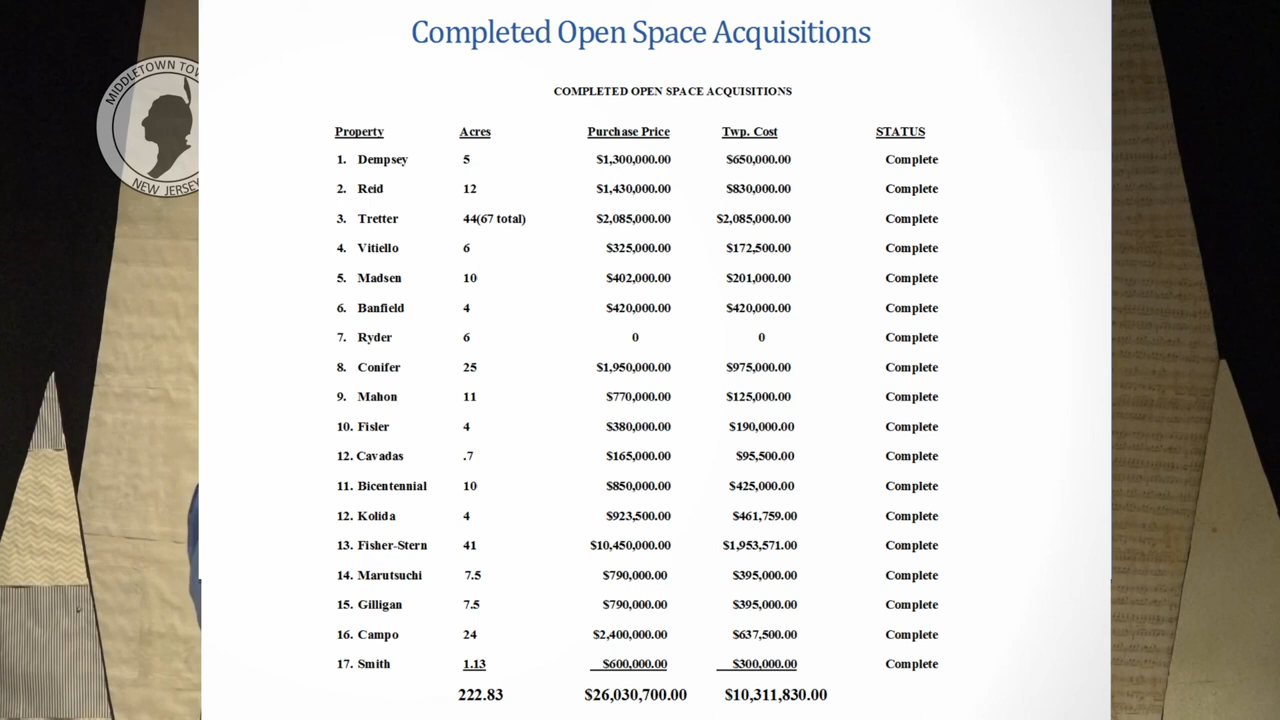 Completed Open Space Acquisitions
MIDDLETOWN TOW
NEW JERSEY
COMPLETED OPEN SPACE ACQUISITIONS
Property Acres Purchase Price Twp. Cost STATUS
1. Dempsey 5 $1,300,000.00 $650,000.00 Complete
2. Reid 12 $1,430,000.00 $830,000.00 Complete
3. Tretter 44(67 total) $2,085,000.00 $2,085,000.00 Complete
4. Vitiello 6 $325,000.00 $172,500.00 Complete
5. Madsen 10 $402,000.00 $201,000.00 Complete
6. Banfield 4 $420,000.00 $420,000.00 Complete
7. Ryder 6 0 0 Complete
8. Conifer 25 $1,950,000.00 $975,000.00 Complete
9. Mahon 11 $770,000.00 $125,000.00 Complete
10. Fisler 4 $380,000.00 $190,000.00 Complete
12. Cavadas .7 $165,000.00 $95,500.00 Complete
11. Bicentennial 10 $850,000.00 $425,000.00 Complete
12. Kolida 4 $923,500.00 $461,759.00 Complete
13. Fisher-Stern 41 $10,450,000.00 $1,953,571.00 Complete
14. Marutsuchi 7.5 $790,000.00 $395,000.00 Complete
15. Gilligan 7.5 $790,000.00 $395,000.00 Complete
16. Campo 24 $2,400,000.00 $637,500.00 Complete
17. Smith 1.13 $600,000.00 $300,000.00 Complete
222.83 $26,030,700.00 $10,311,830.00